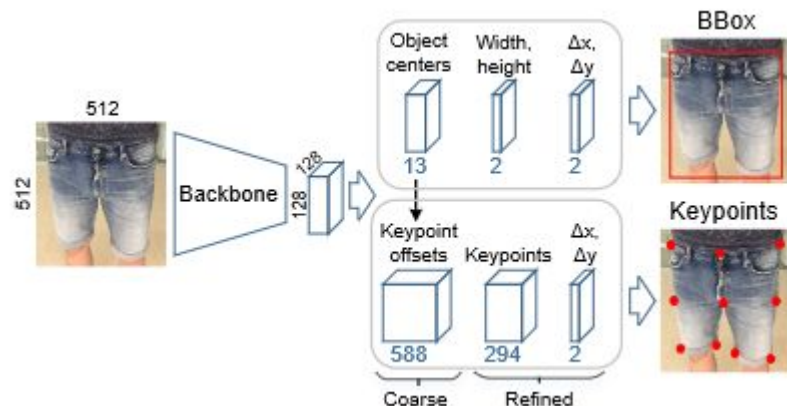 BBox
Object
centers
Width,
height
Δx,
Δy
13
2
2
512
512
Backbone
128
128
Keypoints
Keypoint
offsets
Keypoints
Δx,
Δy
588
294
2
Coarse
Refined